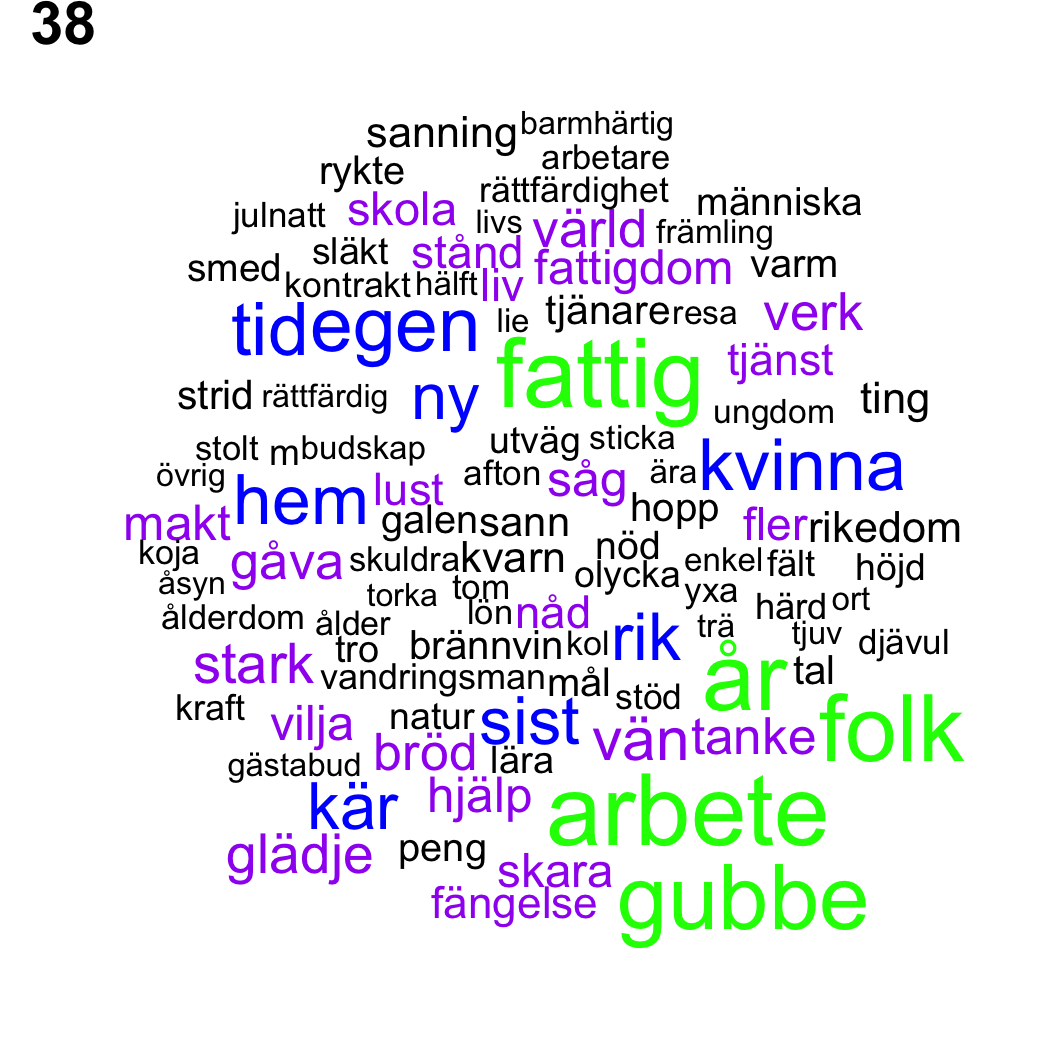 38
sanning barmhärtig
rykte arbetare
julnatt skola rättfärdighet människa
livs värld främling
släkt stånd fattigdom varm
smed kontrakt hälft liv
tid egen lie tjänare resa verk
fattig tjänst
strid rättfärdig ny ungdom ting
stolt m budskap utväg sticka
övrig hem lust afton såg ära kvinna
makt galen sann hopp fler rikedom
koja gåva skuldra kvarn nöd enkel fält höjd
åsyn torka tom olycka yxa
ålderdom ålder lön nåd härd ort
tro brännvin kol rik trä tjuv djävul
stark vandringsman mål stöd år tal
kraft vilja natur sist vän tanke folk
gästabud bröd lära
kär hjälp arbete
glädje peng skara
fängelse gubbe